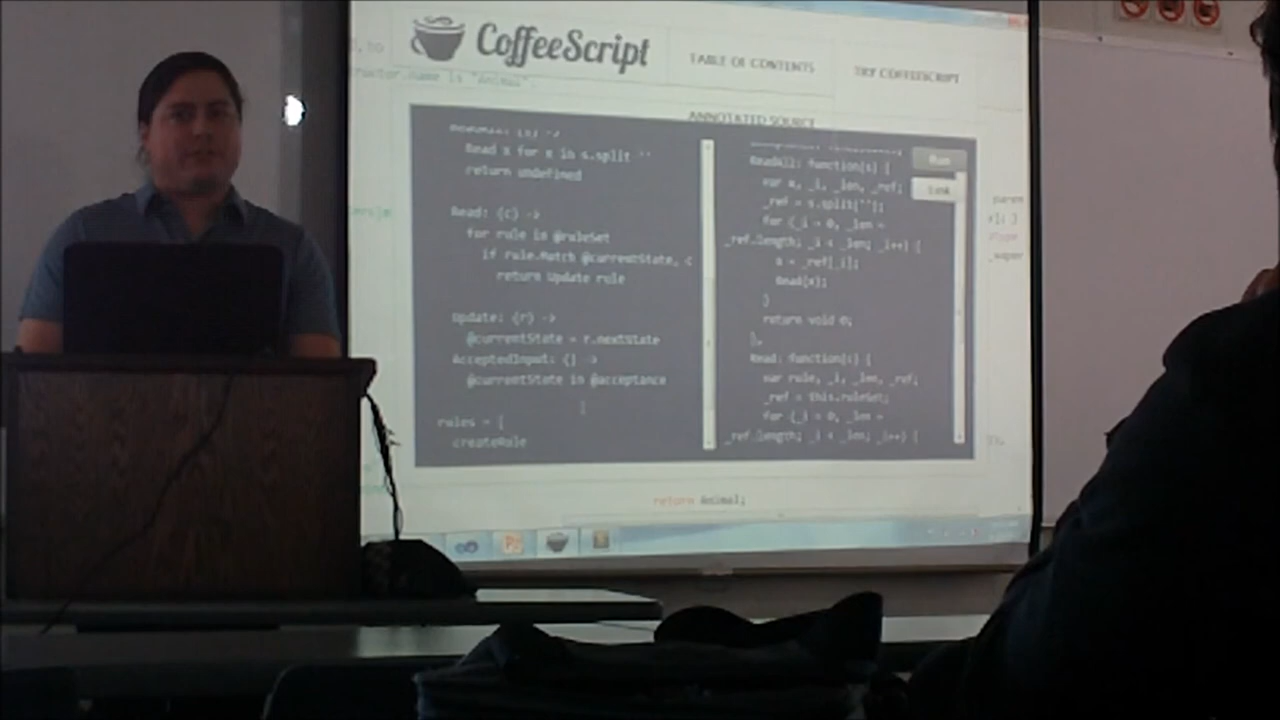 CoffeeScript
TABLE OF CONTENTS
TRY COFFEESCRIPT
ANNOTATED SOURCE
Read x for x in s.split ''
return undefined
Read: (c) ->
for rule in @ruleSet
if rule.Match @currentState, c
return Update rule
Update: (r) ->
@currentState = r.nextState
AcceptedInput: () ->
@currentState in @acceptance
rules = [
createRule
Run
Link
ReadAll: function(s) {
var x, _i, _len, _ref;
_ref = s.split('');
for (_i = 0, _len =
_ref.length; _i < _len; _i++) {
x = _ref[_i];
Read(x);
}
return void 0;
},
Read: function(c) {
var rule, _i, _len, _ref;
_ref = this.ruleSet;
for (_i = 0, _len =
_ref.length; _i < _len; _i++) {
return Animal;